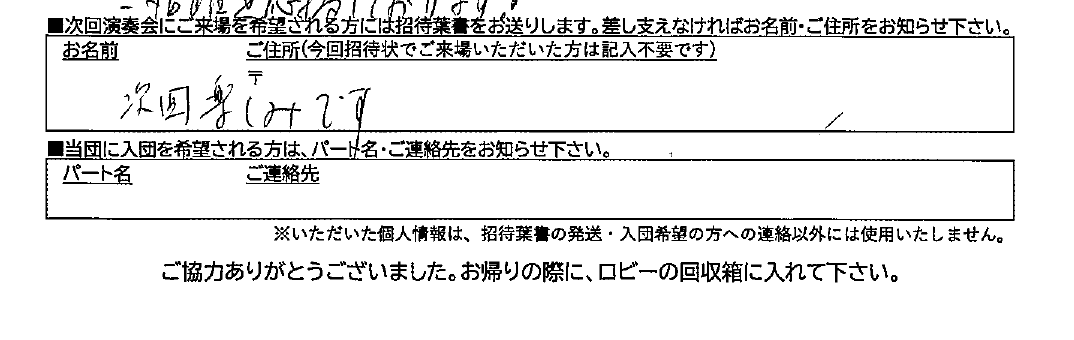 ■次回演奏会にご来場を希望される方には招待葉書をお送りします。差し支えなければお名前・ご住所をお知らせ下さい。
お名前 ご住所(今回招待状でご来場いただいた方は記入不要です)
〒
次回楽しみです
■当団に入団を希望される方は、パート名・ご連絡先をお知らせ下さい。
パート名 ご連絡先
※いただいた個人情報は、招待葉書の発送・入団希望の方への連絡以外には使用いたしません。
ご協力ありがとうございました。お帰りの際に、ロビーの回収箱に入れて下さい。